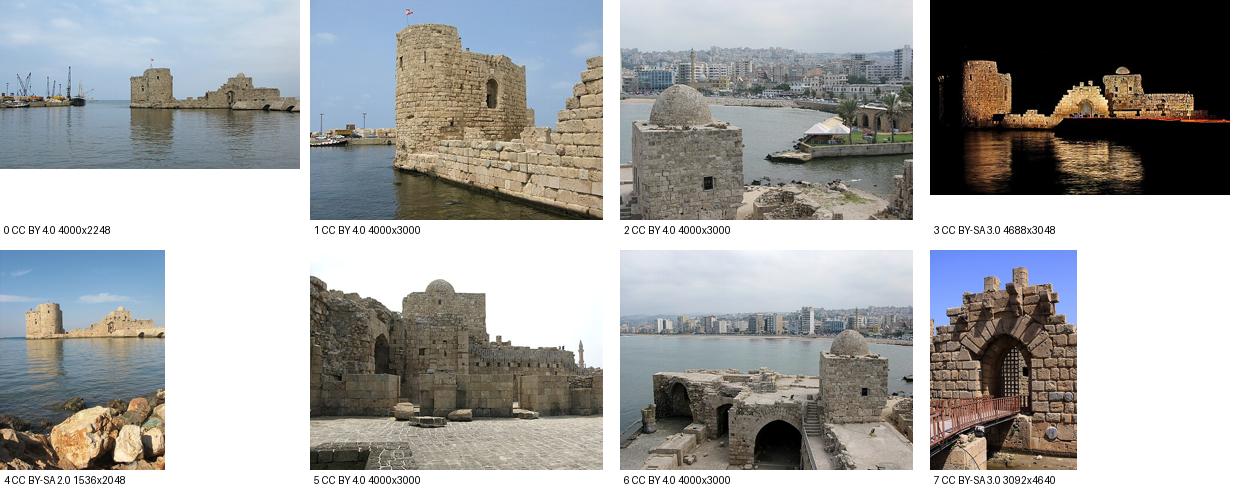 0 CC BY 4.0 4000x2248
1 CC BY 4.0 4000x3000
2 CC BY 4.0 4000x3000
3 CC BY-SA 3.0 4688x3048
4 CC BY-SA 2.0 1536x2048
5 CC BY 4.0 4000x3000
6 CC BY 4.0 4000x3000
7 CC BY-SA 3.0 3092x4640